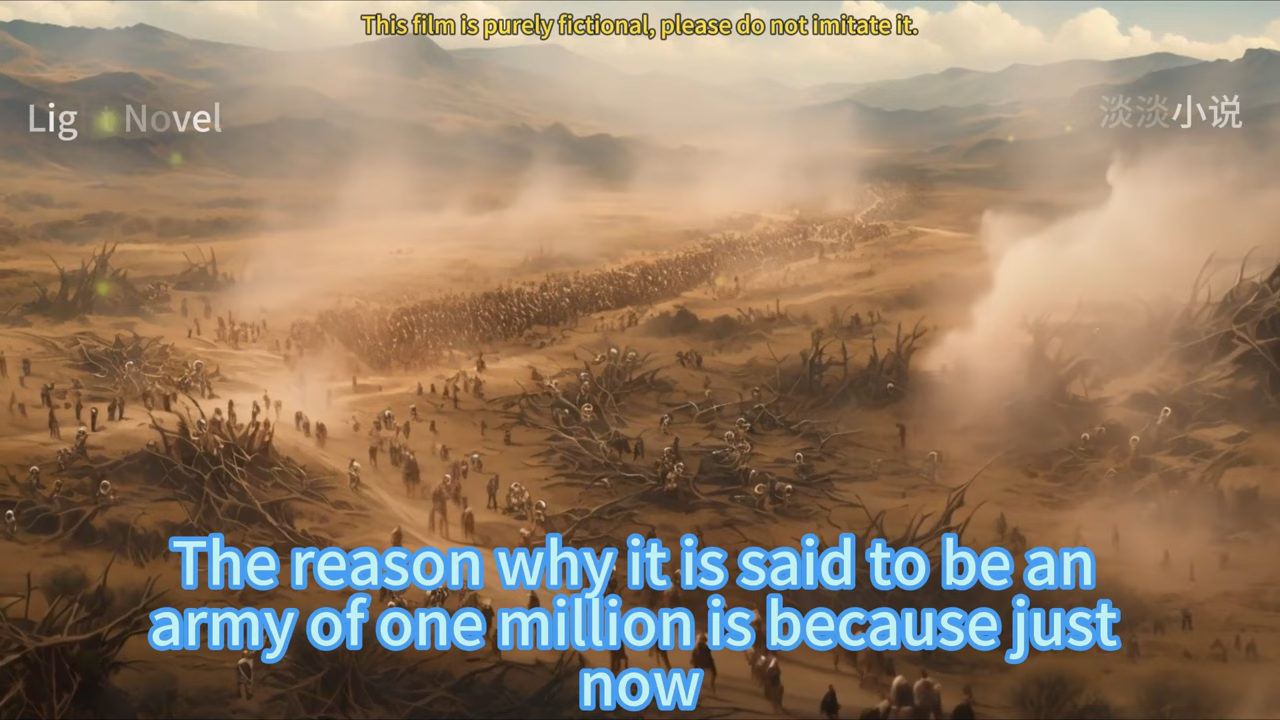 This film is purely fictional, please do not imitate it.
Lig t Novel
淡淡小说
The reason why it is said to be an
army of one million is because just
now